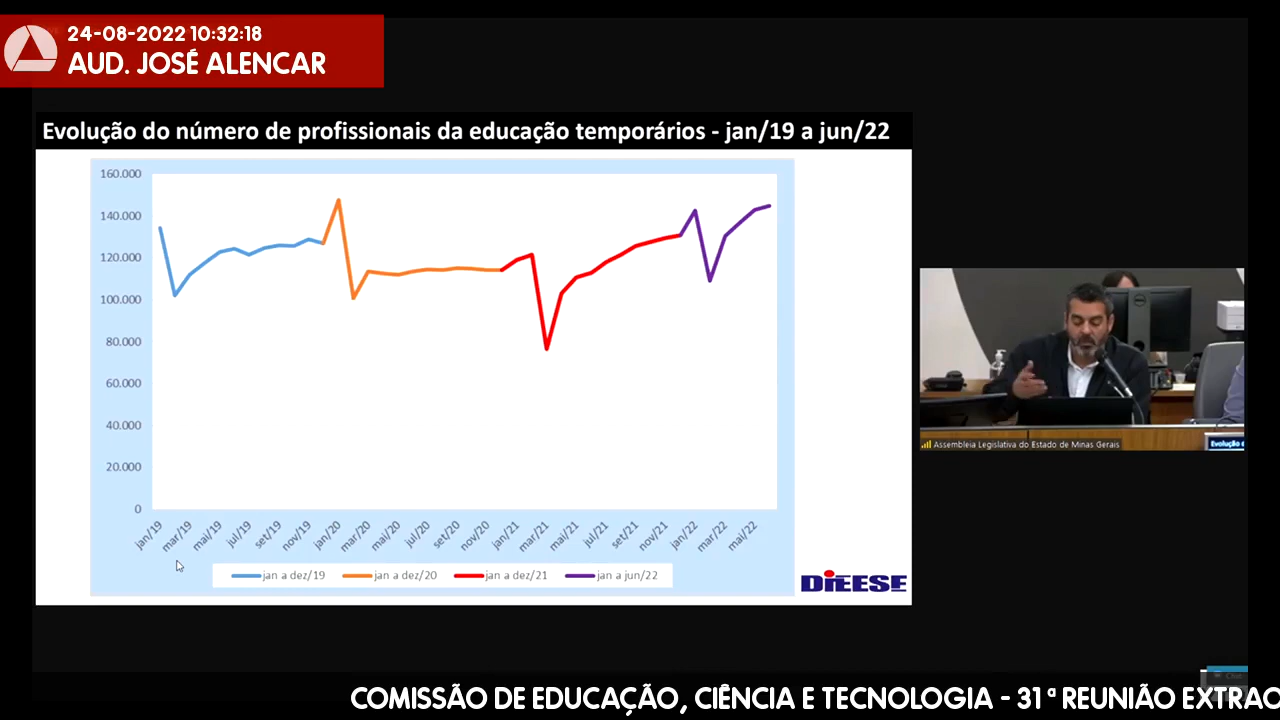 24-08-2022 10:32:18
AUD. JOSÉ ALENCAR
Evolução do número de profissionais da educação temporários - jan/19 a jun/22
160.000
140.000
120.000
100.000
80.000
60.000
40.000
20.000
0
jan/19
mar/19
mai/19
jul/19
set/19
nov/19
jan/20
mar/20
mai/20
jul/20
set/20
nov/20
jan/21
mar/21
mai/21
jul/21
set/21
nov/21
jan/22
mar/22
mai/22
jan a dez/19 jan a dez/20 jan a dez/21 jan a jun/22
DIEESE
Assembleia Legislativa do Estado de Minas Gerais
Evolução
COMISSÃO DE EDUCAÇÃO, CIÊNCIA E TECNOLOGIA - 31ª REUNIÃO EXTRAO